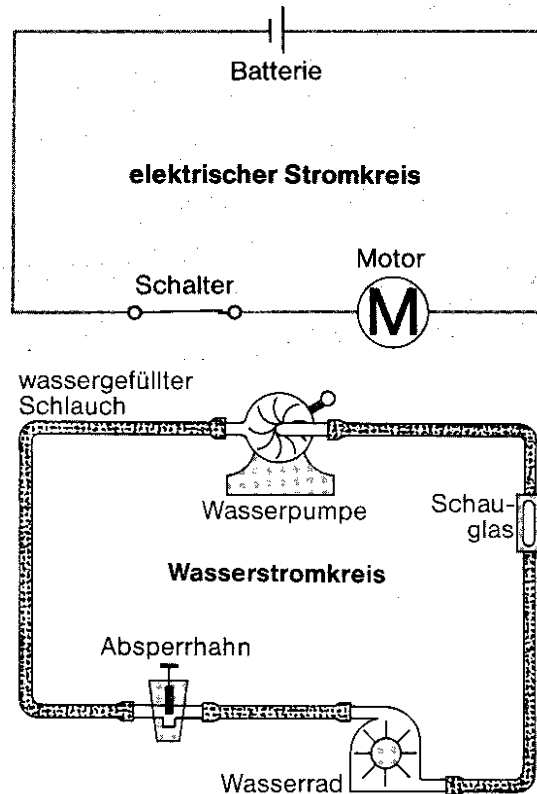 Batterie
elektrischer Stromkreis
Motor
Schalter
M
wassergefüllter
Schlauch
Wasserpumpe
Schau-
glas
Wasserstromkreis
Absperrhahn
Wasserrad